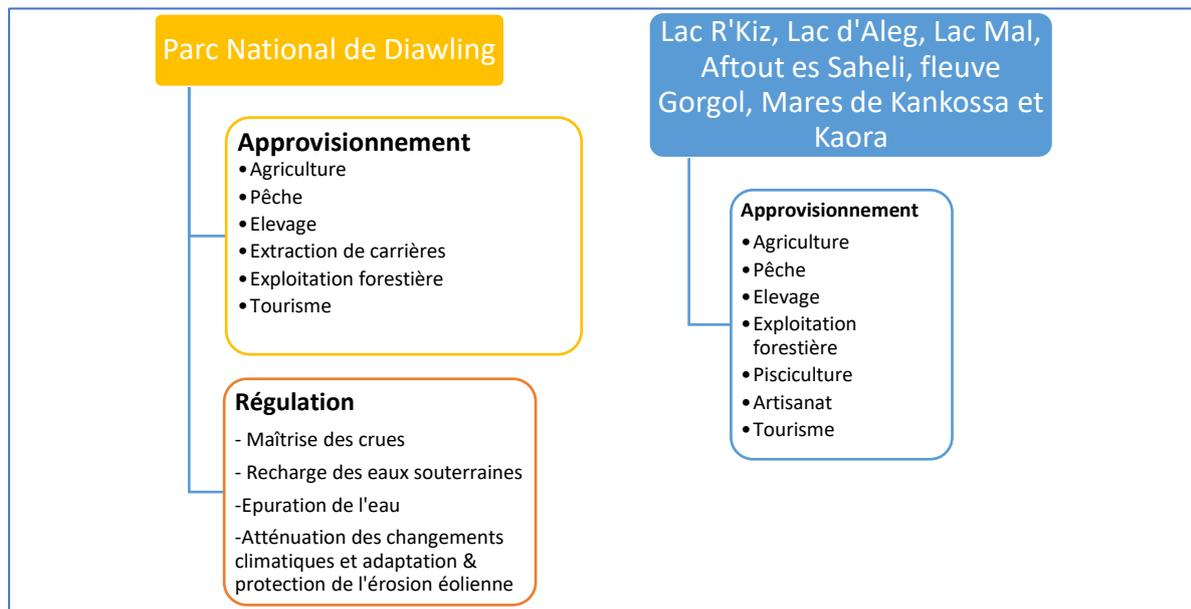 Parc National de Diawling
Approvisionnement
•Agriculture
•Pêche
•Elevage
•Extraction de carrières
•Exploitation forestière
•Tourisme
Régulation
- Maîtrise des crues
- Recharge des eaux souterraines
-Epuration de l'eau
-Atténuation des changements
climatiques et adaptation &
protection de l'érosion éolienne
Lac R'Kiz, Lac d'Aleg, Lac Mal,
Aftout es Saheli, fleuve
Gorgol, Mares de Kankossa et
Kaora
Approvisionnement
•Agriculture
•Pêche
•Elevage
•Exploitation
forestière
•Pisciculture
•Artisanat
•Tourisme